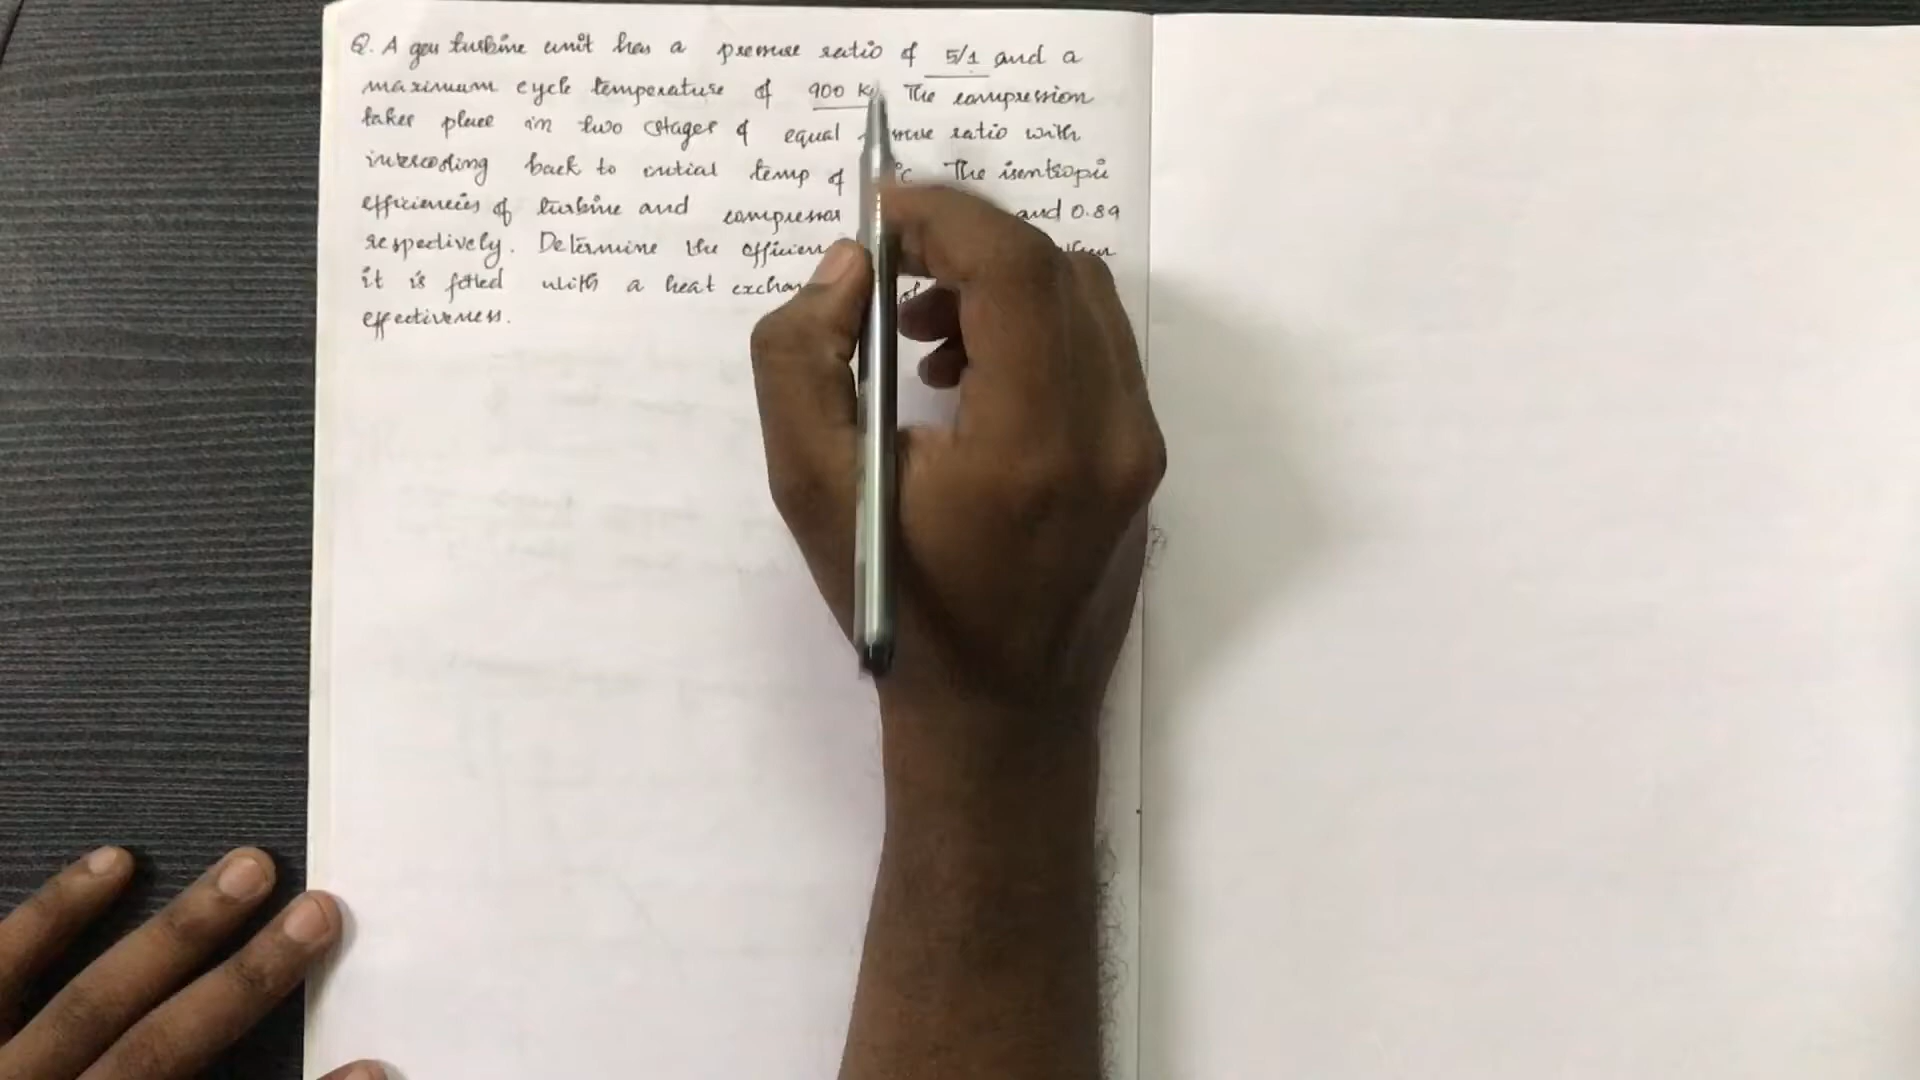 Q. A gas turbine unit has a pressure ratio of 5/1 and a
maximum cycle temperature of 900 K. The compression
takes place in two stages of equal ratio with
intercooling back to initial temp of °C. The isentropic
efficiencies of turbine and compressor and 0.89
respectively. Determine the
it is fitted with a heat
effectiveness.